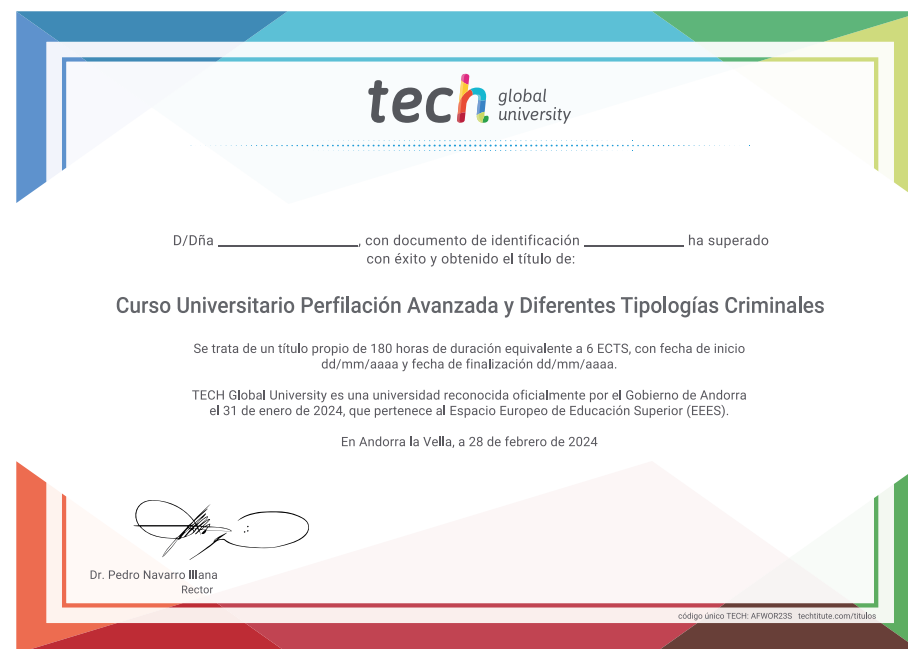 tech global
university
D/Dña ____________________, con documento de identificación ______________ ha superado
con éxito y obtenido el título de:
Curso Universitario Perfilación Avanzada y Diferentes Tipologías Criminales
Se trata de un título propio de 180 horas de duración equivalente a 6 ECTS, con fecha de inicio
dd/mm/aaaa y fecha de finalización dd/mm/aaaa.
TECH Global University es una universidad reconocida oficialmente por el Gobierno de Andorra
el 31 de enero de 2024, que pertenece al Espacio Europeo de Educación Superior (EEES).
En Andorra la Vella, a 28 de febrero de 2024
Dr. Pedro Navarro Illana
Rector
código único TECH: AFWOR23S techtitute.com/titulos